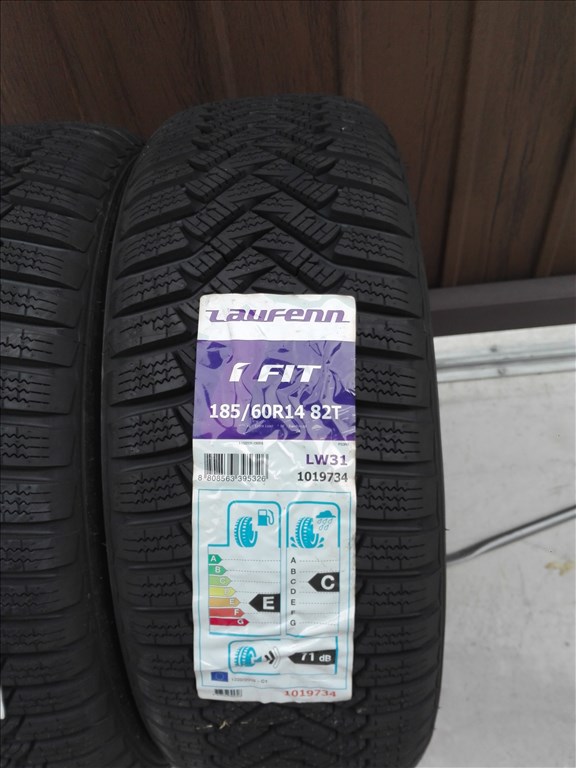 Laufenn
I FIT
185/60R14 82T
LW31
8 808563 395326
1019734
A
B
C
D
E
F
G
E
A
B
C
D
E
F
G
C
71 dB
1019734